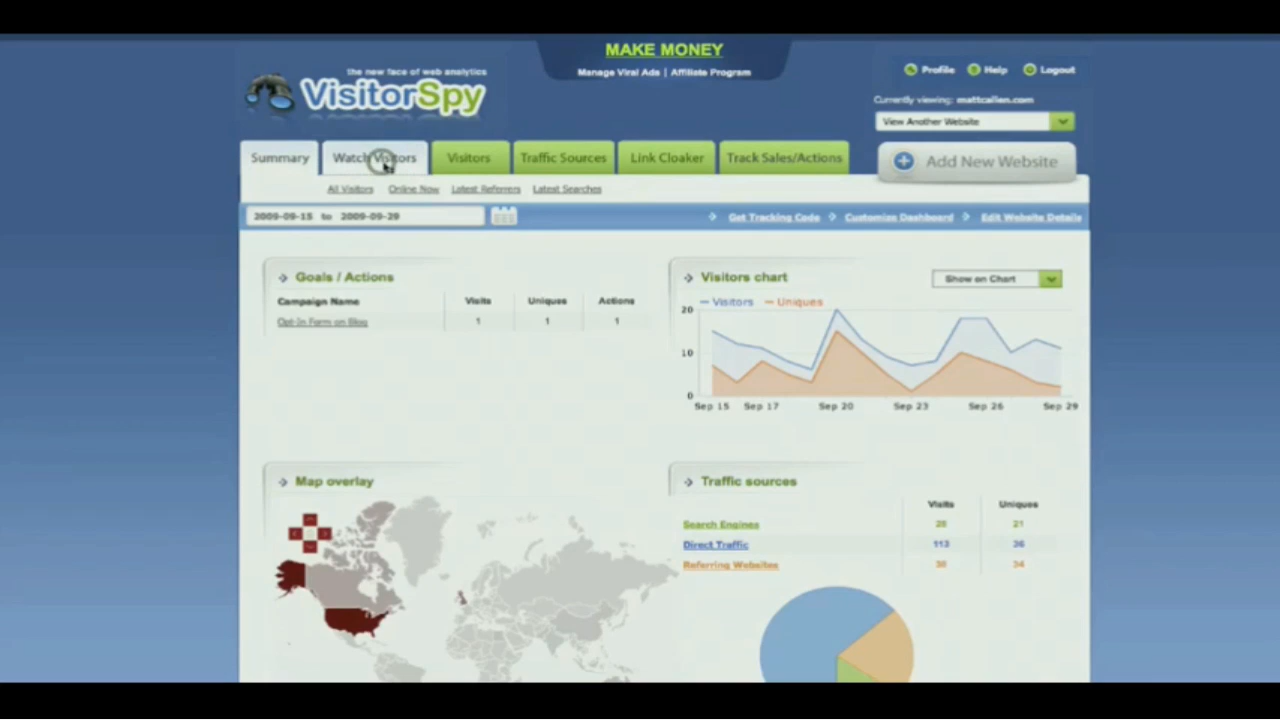 MAKE MONEY
Manage Viral Ads | Affiliate Program
the new face of web analytics
VisitorSpy
Profile
Help
Logout
Currently viewing: mattcallen.com
View Another Website
Summary
Watch Visitors
Visitors
Traffic Sources
Link Cloaker
Track Sales/Actions
Add New Website
All Visitors
Online Now
Latest Referrers
Latest Searches
2009-09-15 to 2009-09-29
Get Tracking Code
Customize Dashboard
Edit Website Details
Goals / Actions
Campaign Name Visits Uniques Actions
Opt-In Form on Blog 1 1 1
Visitors chart
Show on Chart
Visitors Uniques
20
10
0
Sep 15 Sep 17 Sep 20 Sep 23 Sep 26 Sep 29
Map overlay
Traffic sources
Visits Uniques
Search Engines 21
Direct Traffic 113
Referring Websites 34